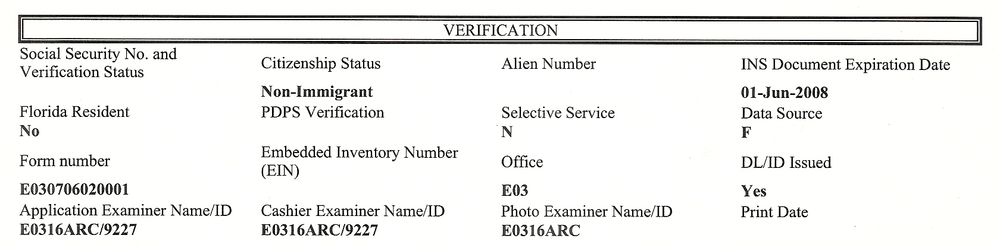 VERIFICATION
Social Security No. and
Verification Status
Citizenship Status
Alien Number
INS Document Expiration Date
Non-Immigrant
01-Jun-2008
Florida Resident
PDPS Verification
Selective Service
Data Source
No
N
F
Form number
Embedded Inventory Number
(EIN)
Office
DL/ID Issued
E030706020001
E03
Yes
Application Examiner Name/ID
Cashier Examiner Name/ID
Photo Examiner Name/ID
Print Date
E0316ARC/9227
E0316ARC/9227
E0316ARC